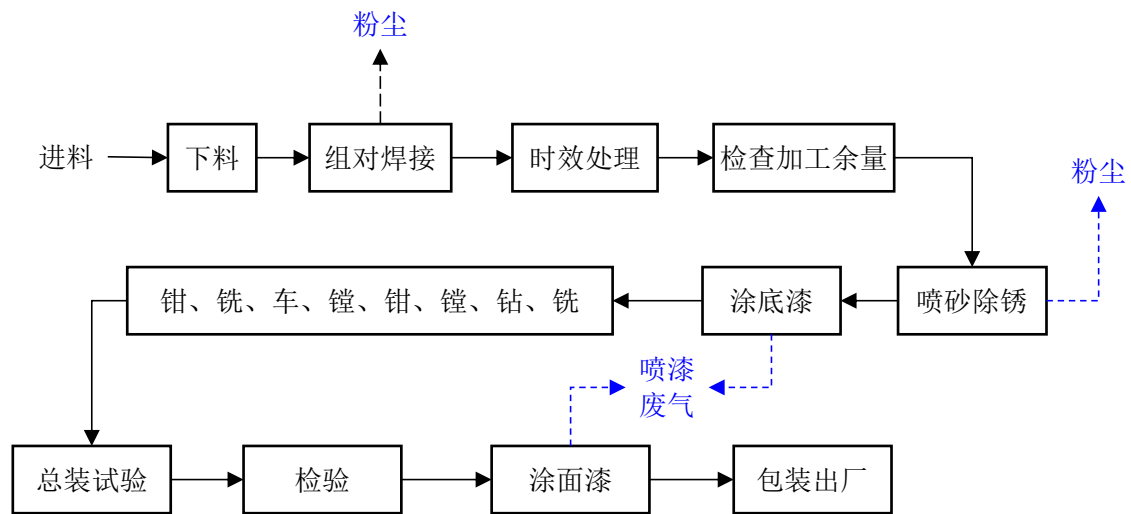 粉尘
进料
下料
组对焊接
时效处理
检查加工余量
粉尘
钳、铣、车、镗、钳、镗、钻、铣
涂底漆
喷砂除锈
喷漆
废气
总装试验
检验
涂面漆
包装出厂